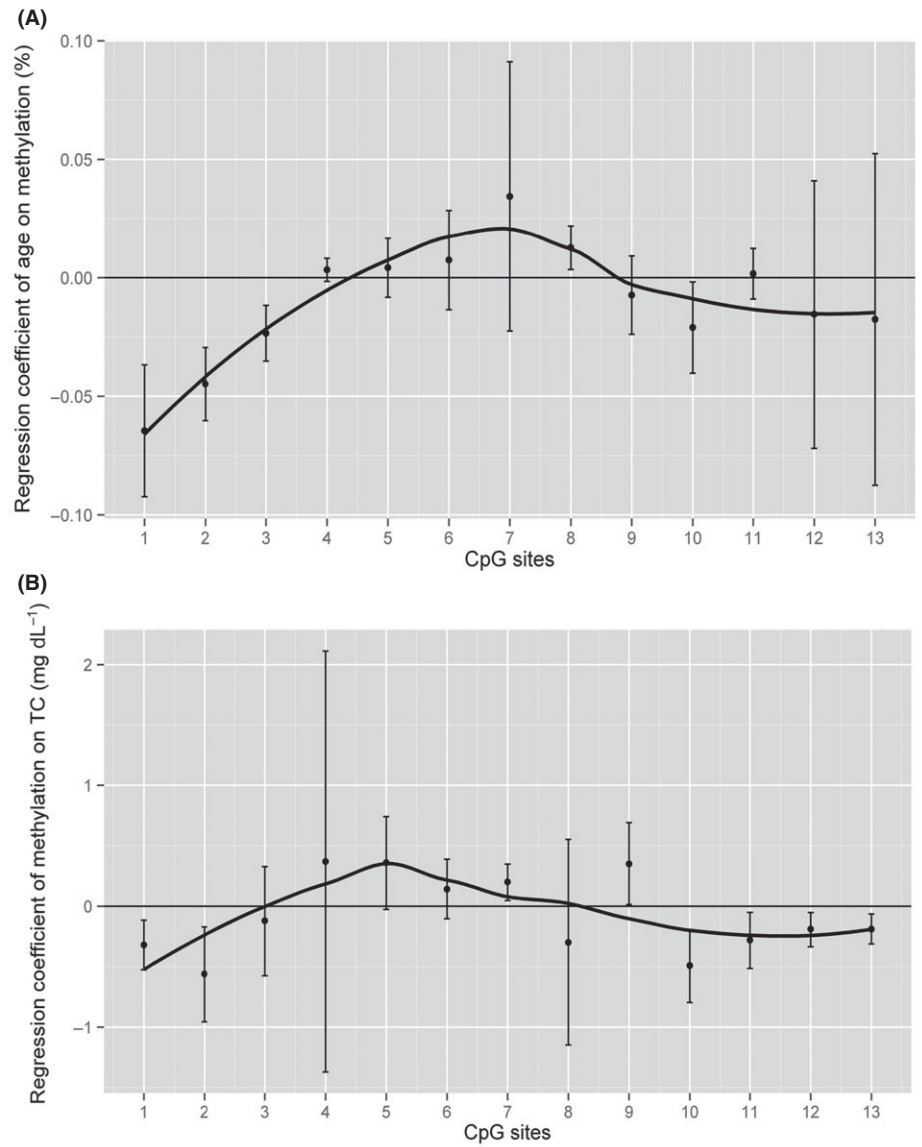 (A)
Regression coefficient of age on methylation (%)
0.10
0.05
0.00
−0.05
−0.10
1 2 3 4 5 6 7 8 9 10 11 12 13
CpG sites
(B)
Regression coefficient of methylation on TC (mg dL⁻¹)
2
1
0
−1
1 2 3 4 5 6 7 8 9 10 11 12 13
CpG sites